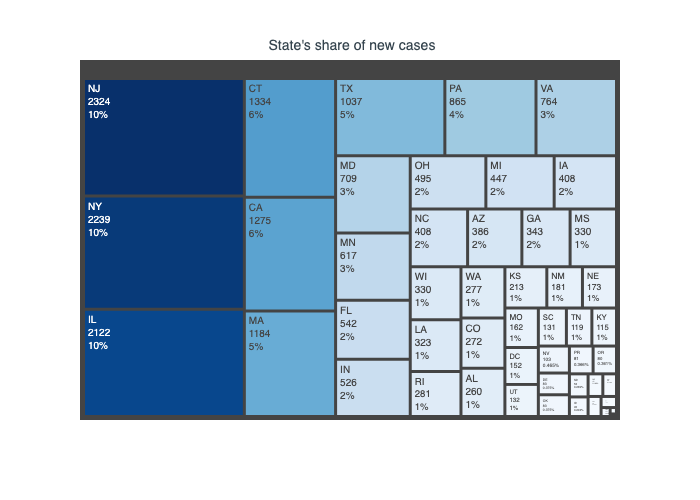 State's share of new cases
NJ
2324
10%
NY
2239
10%
IL
2122
10%
CT
1334
6%
CA
1275
6%
MA
1184
5%
TX
1037
5%
PA
865
4%
VA
764
3%
MD
709
3%
MN
617
3%
FL
542
2%
IN
526
2%
OH
495
2%
MI
447
2%
IA
408
2%
NC
408
2%
AZ
386
2%
GA
343
2%
MS
330
1%
WI
330
1%
LA
323
1%
RI
281
1%
WA
277
1%
CO
272
1%
AL
260
1%
KS
213
1%
NM
181
1%
NE
173
1%
MO
162
1%
DC
152
1%
UT
132
1%
SC
131
1%
TN
119
1%
KY
115
1%
NV
103
0.465%
PR
OR